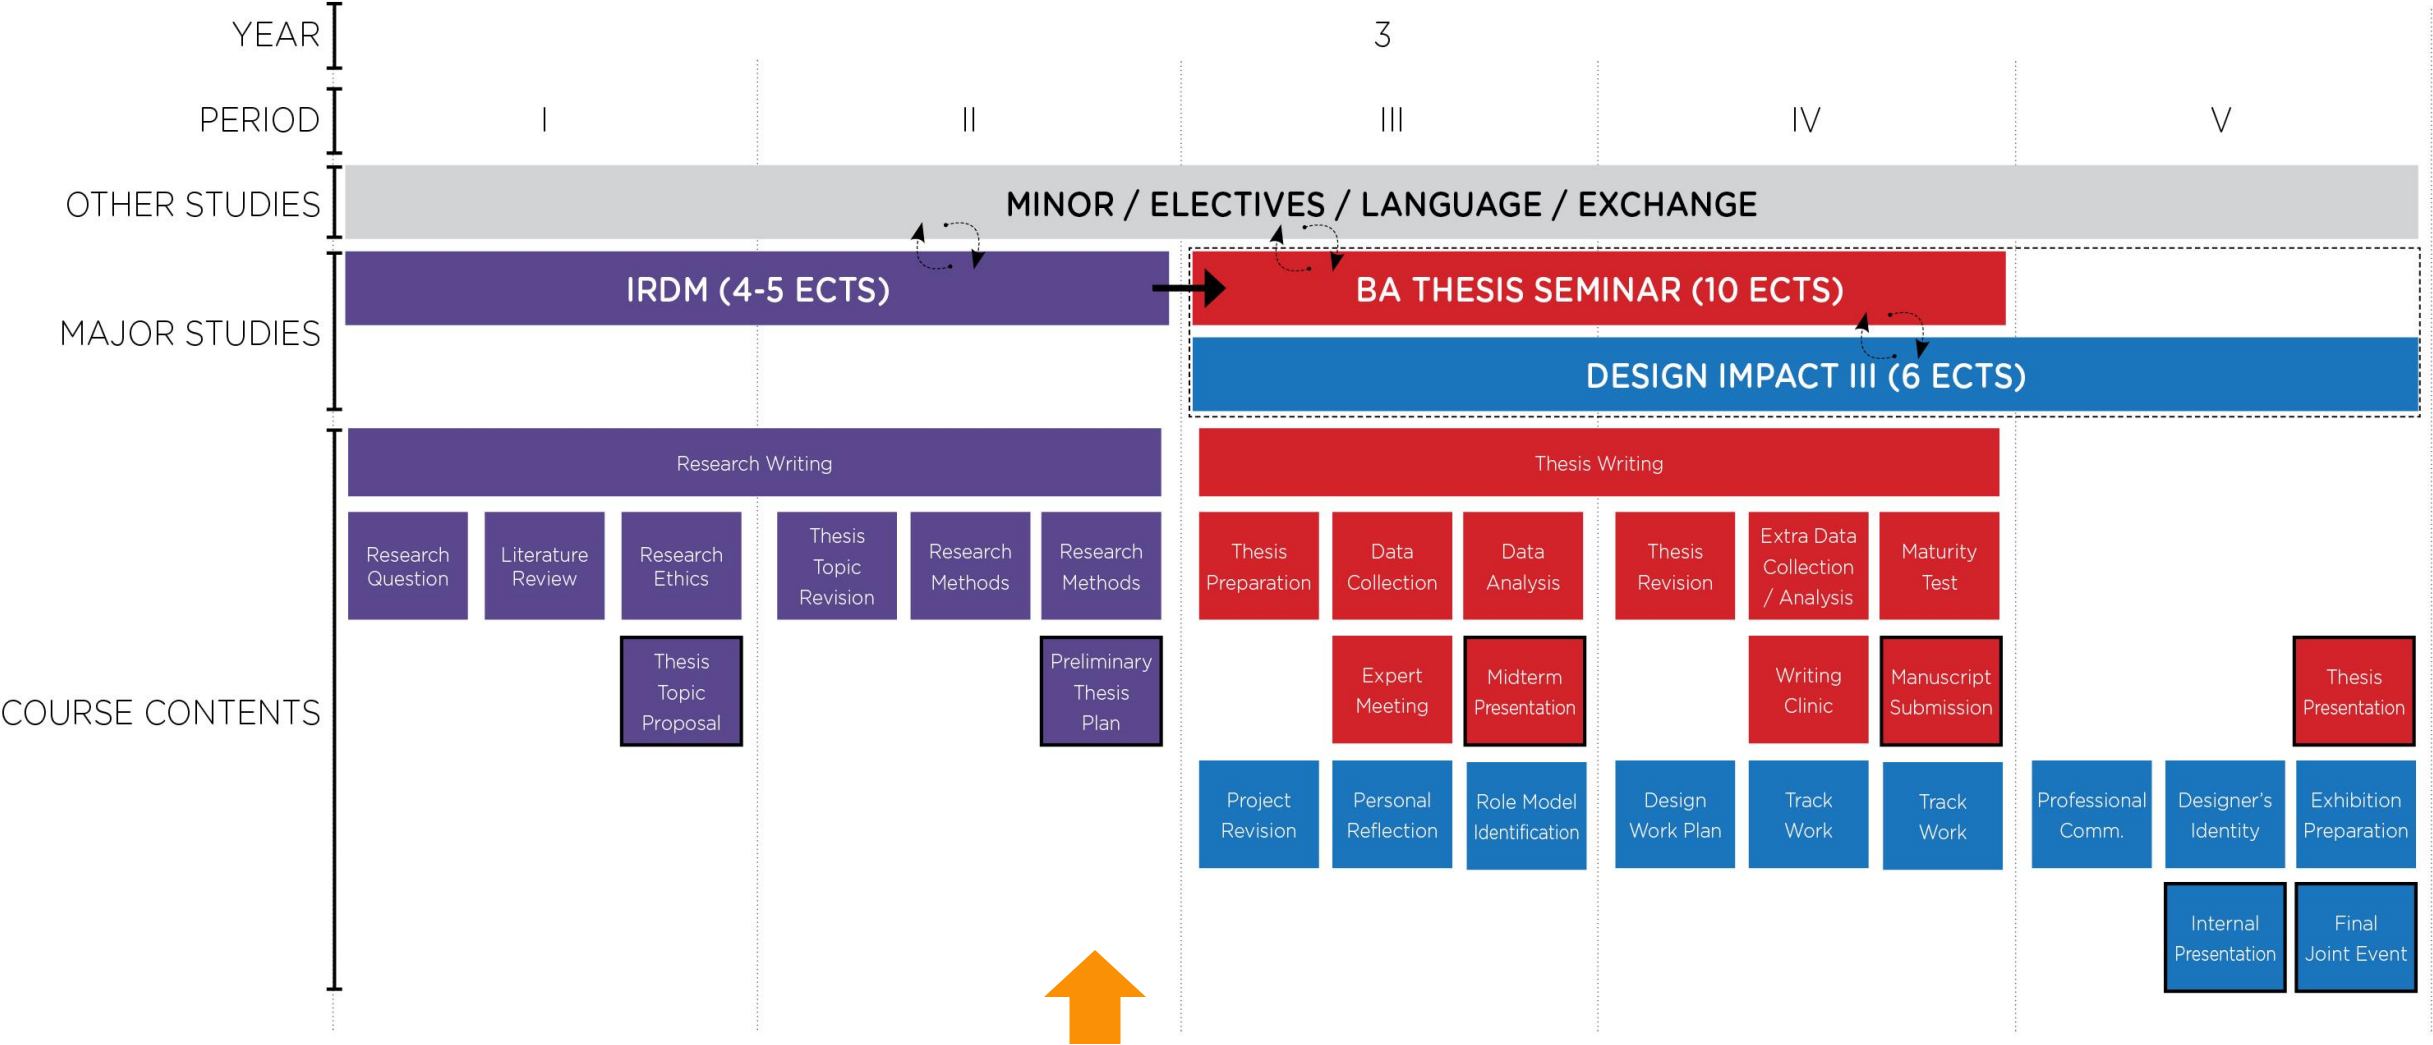 YEAR
3
PERIOD
I
II
III
IV
V
OTHER STUDIES
MINOR / ELECTIVES / LANGUAGE / EXCHANGE
MAJOR STUDIES
IRDM (4-5 ECTS)
BA THESIS SEMINAR (10 ECTS)
DESIGN IMPACT III (6 ECTS)
COURSE CONTENTS
Research Writing
Thesis Writing
Research
Question
Literature
Review
Research
Ethics
Thesis
Topic
Revision
Research
Methods
Research
Methods
Thesis
Preparation
Data
Collection
Data
Analysis
Thesis
Revision
Extra Data
Collection
/ Analysis
Maturity
Test
Thesis
Topic
Proposal
Preliminary
Thesis
Plan
Expert
Meeting
Midterm
Presentation
Writing
Clinic
Manuscript
Submission
Thesis
Presentation
Project
Revision
Personal
Reflection
Role Model
Identification
Design
Work Plan
Track
Work
Track
Work
Professional
Comm.
Designer's
Identity
Exhibition
Preparation
Internal
Presentation
Final
Joint Event